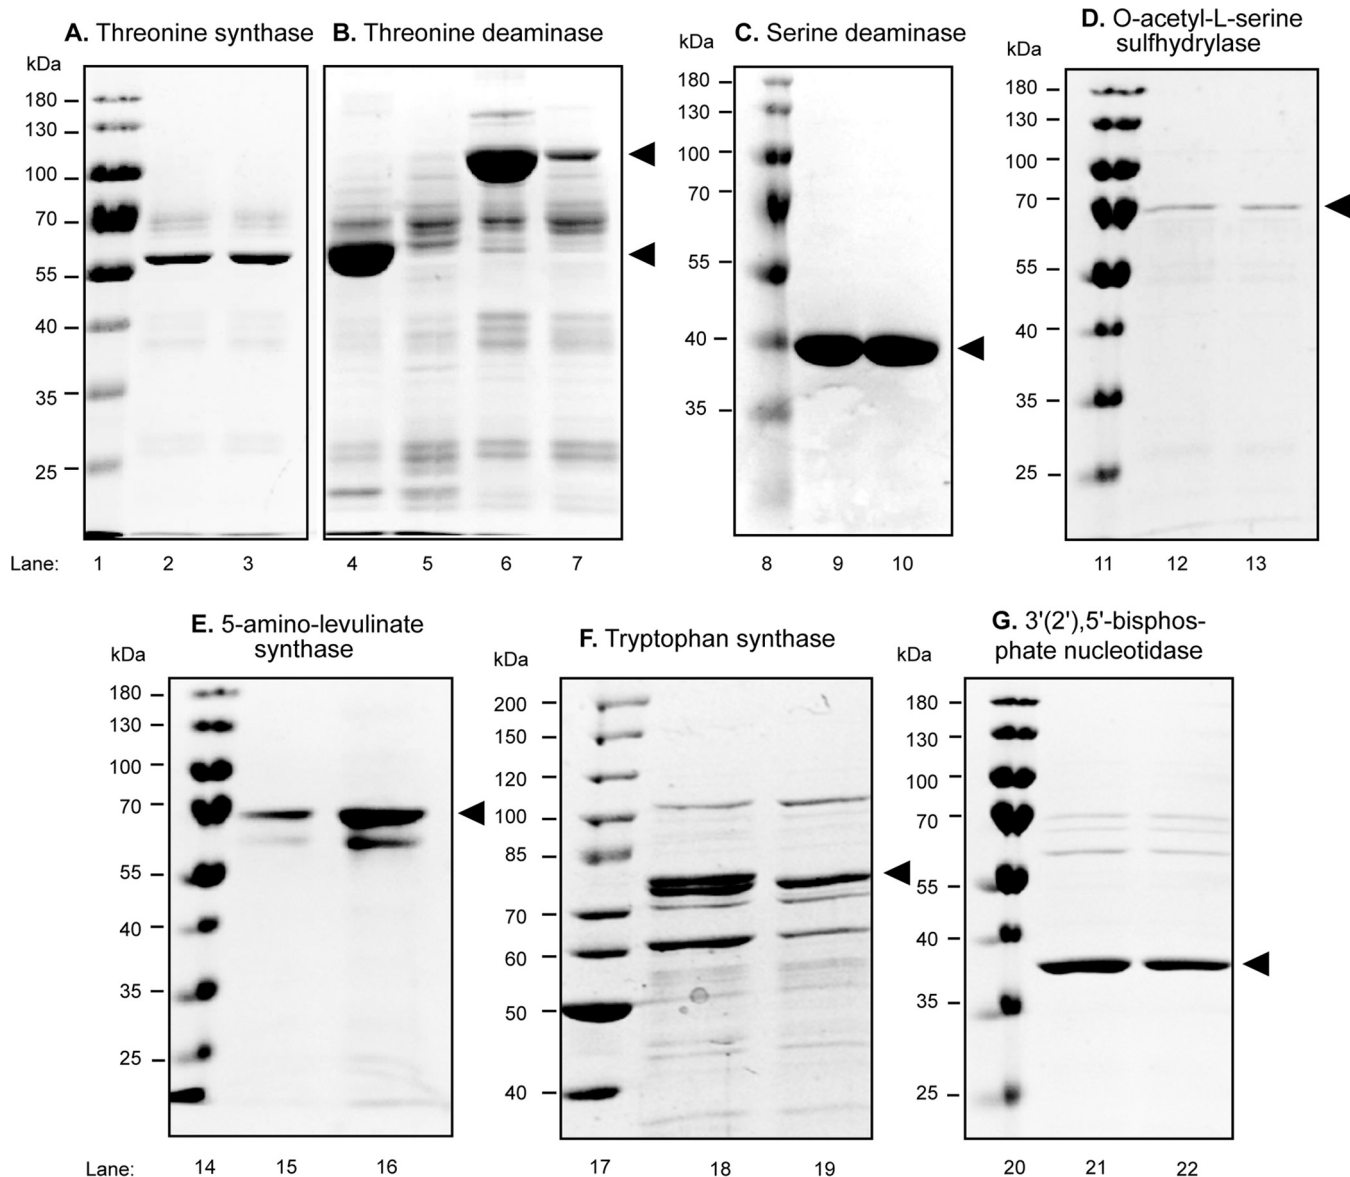 A. Threonine synthase
kDa
180
130
100
70
55
40
35
25
B. Threonine deaminase
C. Serine deaminase
kDa
180
130
100
70
55
40
35
D. O-acetyl-L-serine
sulfhydrylase
kDa
180
130
100
70
55
40
35
25
Lane: 1 2 3 4 5 6 7 8 9 10 11 12 13
E. 5-amino-levulinate
synthase
kDa
180
130
100
70
55
40
35
25
F. Tryptophan synthase
kDa
200
150
120
100
85
70
60
50
40
G. 3'(2'),5'-bisphos-
phate nucleotidase
kDa
180
130
100
70
55
40
35
25
Lane: 14 15 16 17 18 19 20 21 22